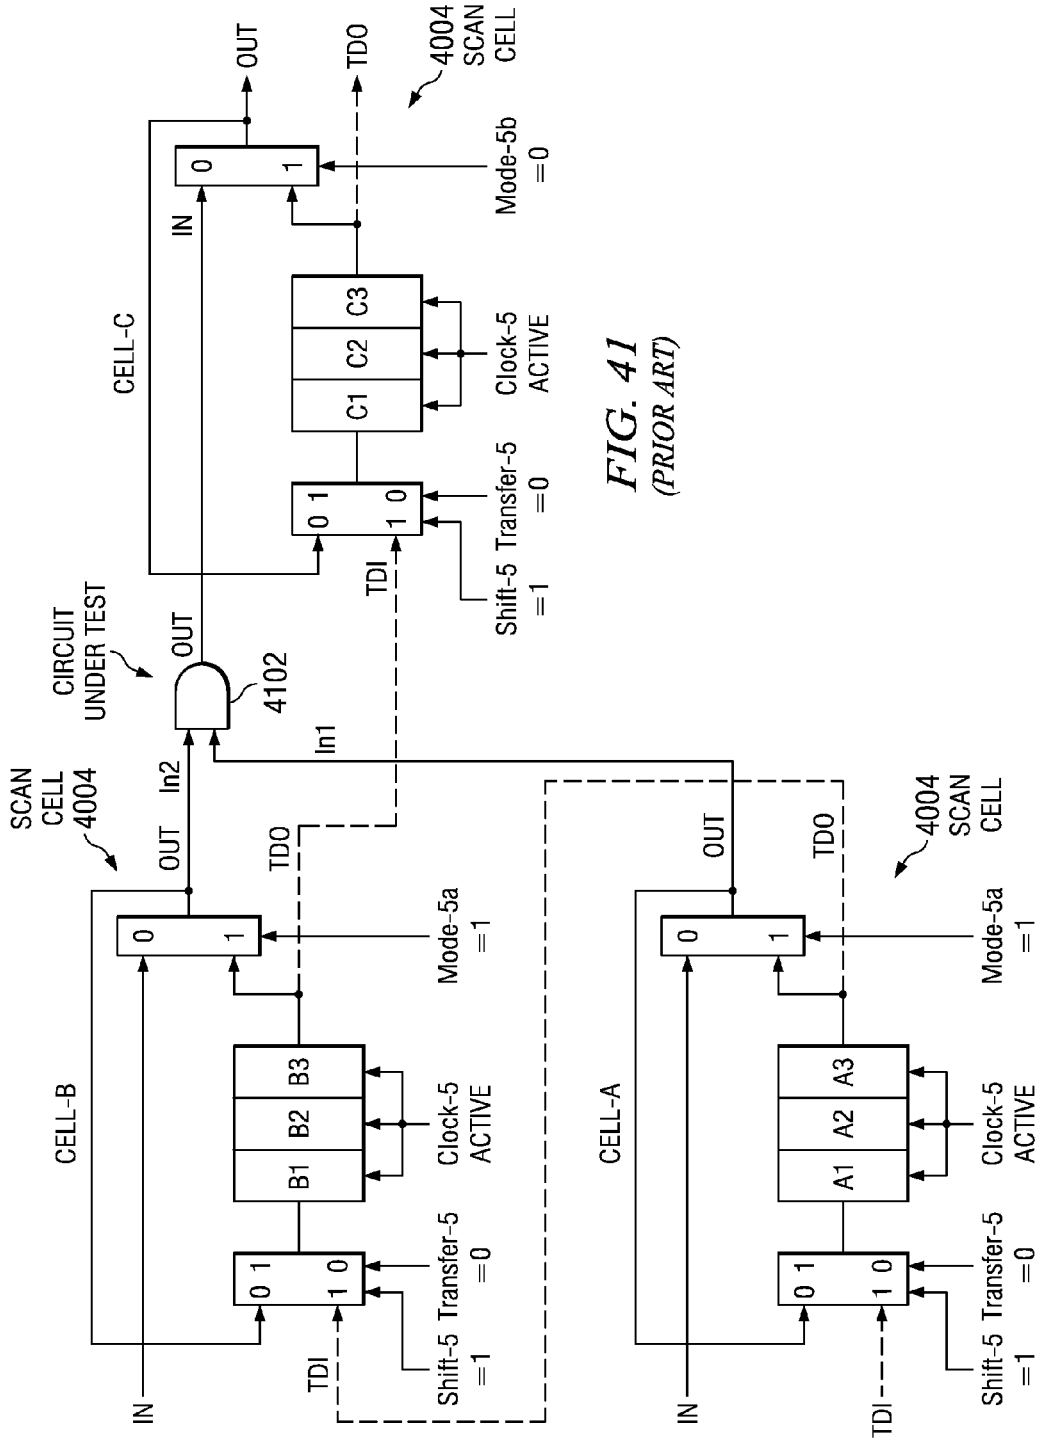 SCAN
CELL
4004
CELL-B
IN
TDI
0 1
1 0
B1
B2
B3
0
1
OUT
In2
TDO
Shift-5
=1
Transfer-5
=0
Clock-5
ACTIVE
Mode-5a
=1
CIRCUIT
UNDER TEST
4102
OUT
In1
CELL-C
IN
0
1
OUT
TDI
0 1
1 0
C1
C2
C3
TDO
4004
SCAN
CELL
Shift-5
=1
Transfer-5
=0
Clock-5
ACTIVE
Mode-5b
=0
CELL-A
IN
TDI
0 1
1 0
A1
A2
A3
0
1
OUT
TDO
4004
SCAN
CELL
Shift-5
=1
Transfer-5
=0
Clock-5
ACTIVE
Mode-5a
=1
FIG. 41
(PRIOR ART)